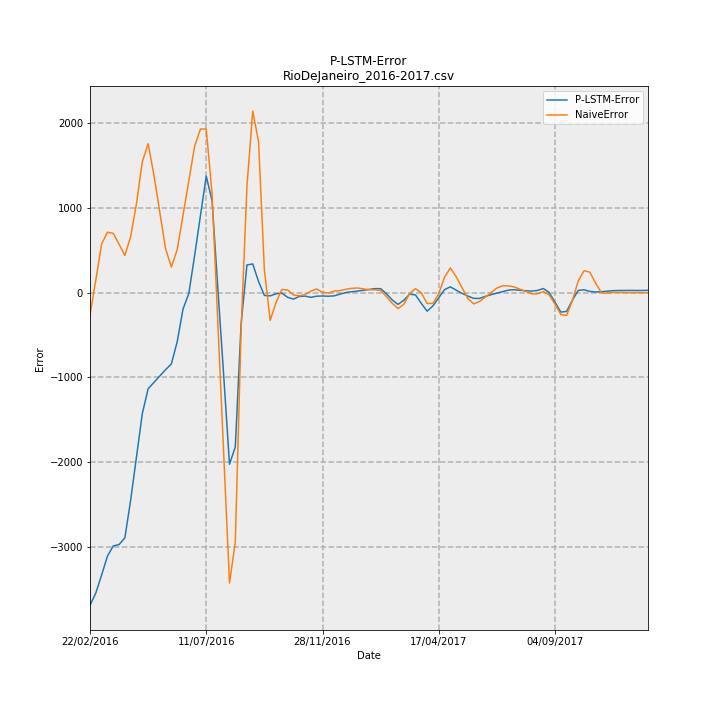 P-LSTM-Error
RioDeJaneiro_2016-2017.csv
P-LSTM-Error
NaiveError
2000
1000
0
−1000
−2000
−3000
Error
22/02/2016
11/07/2016
28/11/2016
17/04/2017
04/09/2017
Date